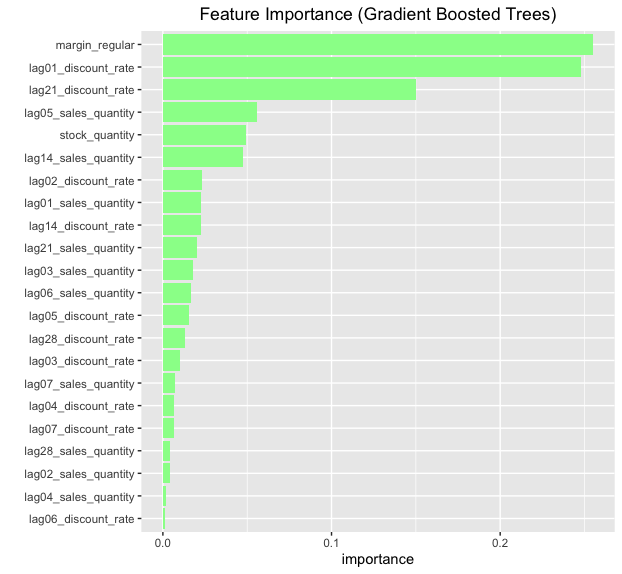 Feature Importance (Gradient Boosted Trees)
margin_regular
lag01_discount_rate
lag21_discount_rate
lag05_sales_quantity
stock_quantity
lag14_sales_quantity
lag02_discount_rate
lag01_sales_quantity
lag14_discount_rate
lag21_sales_quantity
lag03_sales_quantity
lag06_sales_quantity
lag05_discount_rate
lag28_discount_rate
lag03_discount_rate
lag07_sales_quantity
lag04_discount_rate
lag07_discount_rate
lag28_sales_quantity
lag02_sales_quantity
lag04_sales_quantity
lag06_discount_rate
0.0 0.1 0.2
importance